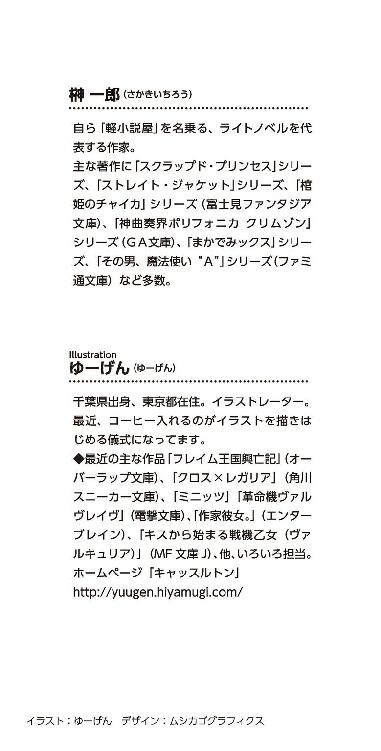 榊 一郎(さかきいちろう)
自ら「軽小説屋」を名乗る、ライトノベルを代
表する作家。
主な著作に「スクラップド・プリンセス」シリー
ズ、「ストレイト・ジャケット」シリーズ、「棺
姫のチャイカ」シリーズ(富士見ファンタジア
文庫)、「神曲奏界ポリフォニカ クリムゾン」
シリーズ(GA文庫)、「まかでみックス」シリー
ズ、「その男、魔法使い“A”」シリーズ(ファミ
通文庫) など多数。
Illustration
ゆーげん(ゆーげん)
千葉県出身、東京都在住。イラストレーター。
最近、コーヒー入れるのがイラストを描きは
じめる儀式になってます。
◆最近の主な作品「フレイム王国興亡記」(オー
バーラップ文庫)、「クロス×レガリア」(角川
スニーカー文庫)、「ミニッツ」「革命機ヴァル
ヴレイヴ」(電撃文庫)、「作家彼女。」(エンター
ブレイン)、「キスから始まる戦機乙女(ヴァ
ルキュリア)」(MF文庫J)、他、いろいろ担当。
ホームページ「キャッスルトン」
http://yuugen.hiyamugi.com/
イラスト:ゆーげん デザイン:ムシカゴグラフィクス